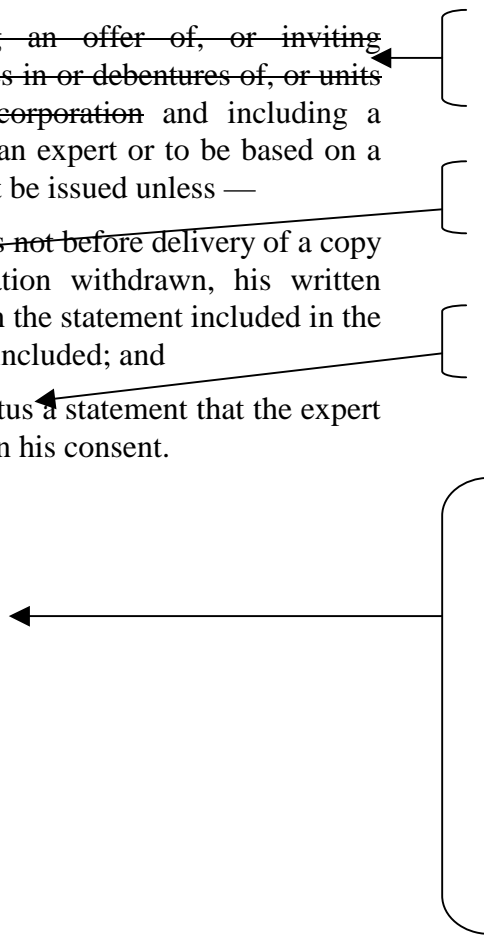 an offer of, or inviting
s in or debentures of, or units
corporation and including a
an expert or to be based on a
t be issued unless —
s not before delivery of a copy
tion withdrawn, his written
n the statement included in the
included; and
tus a statement that the expert
n his consent.